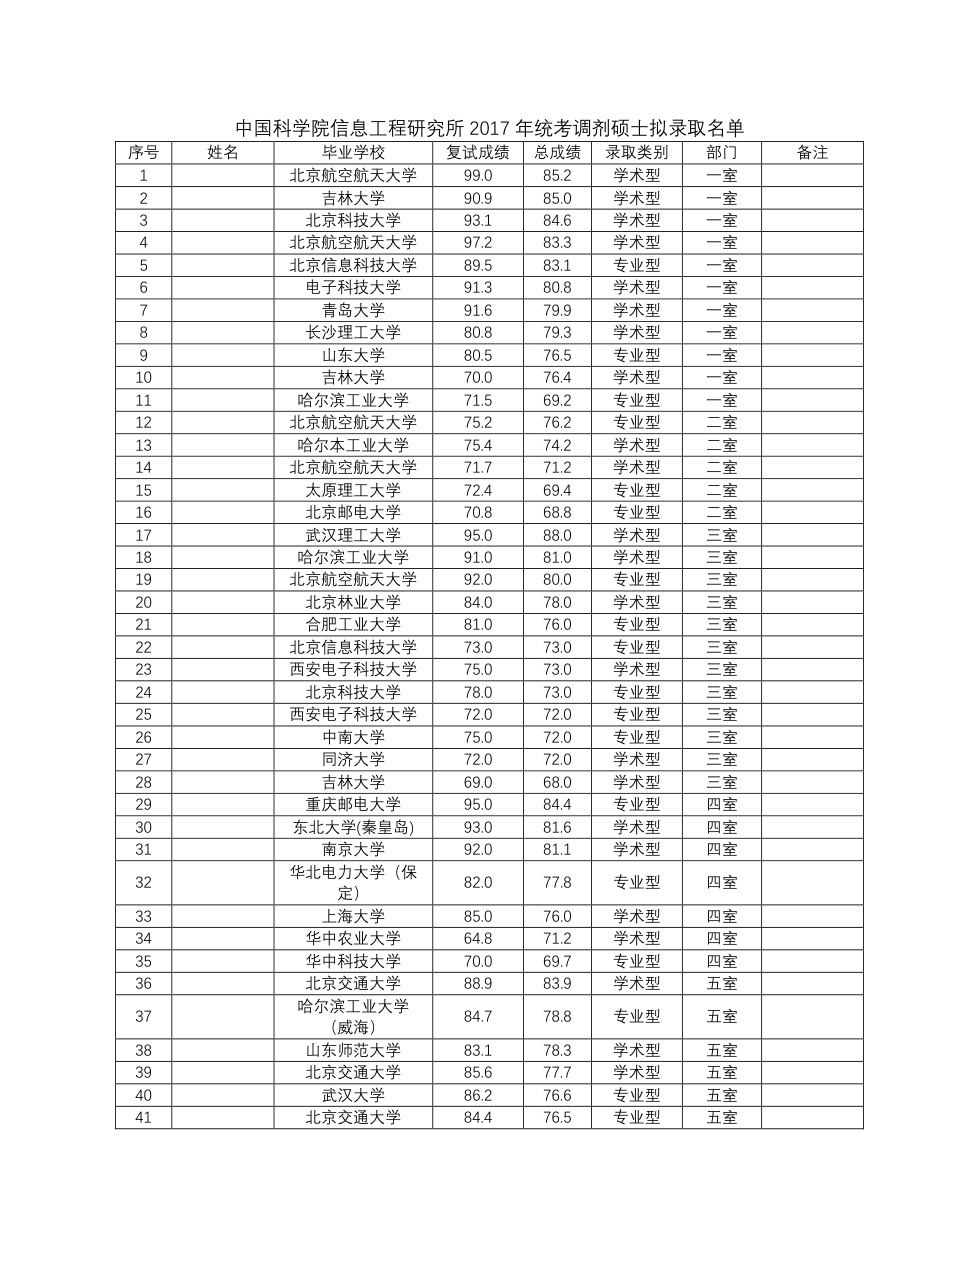 中国科学院信息工程研究所 2017 年统考调剂硕士拟录取名单
序号 姓名 毕业学校 复试成绩 总成绩 录取类别 部门 备注
1 北京航空航天大学 99.0 85.2 学术型 一室
2 吉林大学 90.9 85.0 学术型 一室
3 北京科技大学 93.1 84.6 学术型 一室
4 北京航空航天大学 97.2 83.3 学术型 一室
5 北京信息科技大学 89.5 83.1 专业型 一室
6 电子科技大学 91.3 80.8 学术型 一室
7 青岛大学 91.6 79.9 学术型 一室
8 长沙理工大学 80.8 79.3 学术型 一室
9 山东大学 80.5 76.5 专业型 一室
10 吉林大学 70.0 76.4 学术型 一室
11 哈尔滨工业大学 71.5 69.2 专业型 一室
12 北京航空航天大学 75.2 76.2 专业型 二室
13 哈尔本工业大学 75.4 74.2 学术型 二室
14 北京航空航天大学 71.7 71.2 学术型 二室
15 太原理工大学 72.4 69.4 专业型 二室
16 北京邮电大学 70.8 68.8 专业型 二室
17 武汉理工大学 95.0 88.0 学术型 三室
18 哈尔滨工业大学 91.0 81.0 学术型 三室
19 北京航空航天大学 92.0 80.0 专业型 三室
20 北京林业大学 84.0 78.0 学术型 三室
21 合肥工业大学 81.0 76.0 专业型 三室
22 北京信息科技大学 73.0 73.0 专业型 三室
23 西安电子科技大学 75.0 73.0 学术型 三室
24 北京科技大学 78.0 73.0 专业型 三室
25 西安电子科技大学 72.0 72.0 专业型 三室
26 中南大学 75.0 72.0 专业型 三室
27 同济大学 72.0 72.0 学术型 三室
28 吉林大学 69.0 68.0 学术型 三室
29 重庆邮电大学 95.0 84.4 专业型 四室
30 东北大学(秦皇岛) 93.0 81.6 学术型 四室
31 南京大学 92.0 81.1 学术型 四室
32 华北电力大学（保
定） 82.0 77.8 专业型 四室
33 上海大学 85.0 76.0 学术型 四室
34 华中农业大学 64.8 71.2 学术型 四室
35 华中科技大学 70.0 69.7 专业型 四室
36 北京交通大学 88.9 83.9 学术型 五室
37 哈尔滨工业大学
（威海） 84.7 78.8 专业型 五室
38 山东师范大学 83.1 78.3 学术型 五室
39 北京交通大学 85.6 77.7 学术型 五室
40 武汉大学 86.2 76.6 专业型 五室
41 北京交通大学 84.4 76.5 专业型 五室